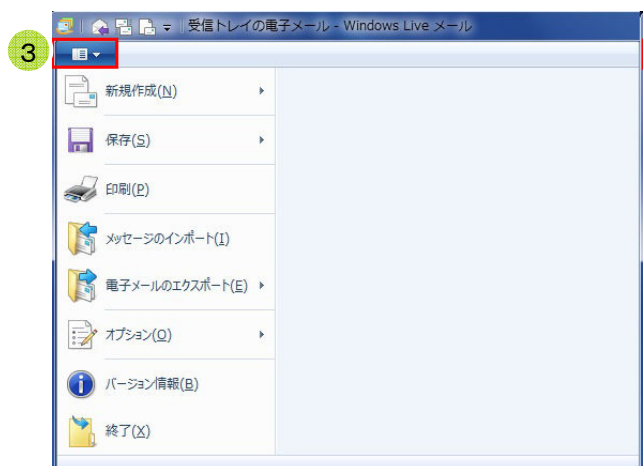 受信トレイの電子メール - Windows Live メール
3
新規作成(N)
保存(S)
印刷(P)
メッセージのインポート(I)
電子メールのエクスポート(E)
オプション(O)
バージョン情報(B)
終了(X)